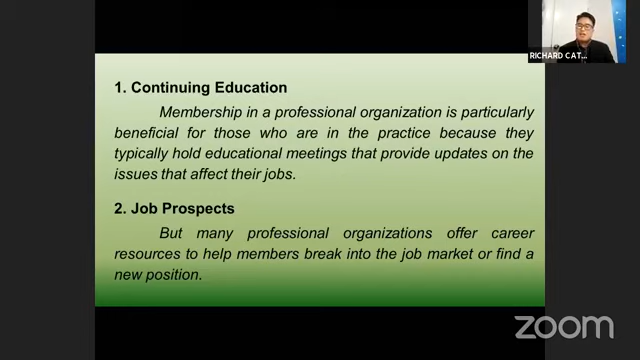 RICHARD CAT...
1. Continuing Education
Membership in a professional organization is particularly
beneficial for those who are in the practice because they
typically hold educational meetings that provide updates on the
issues that affect their jobs.
2. Job Prospects
But many professional organizations offer career
resources to help members break into the job market or find a
new position.
zoom